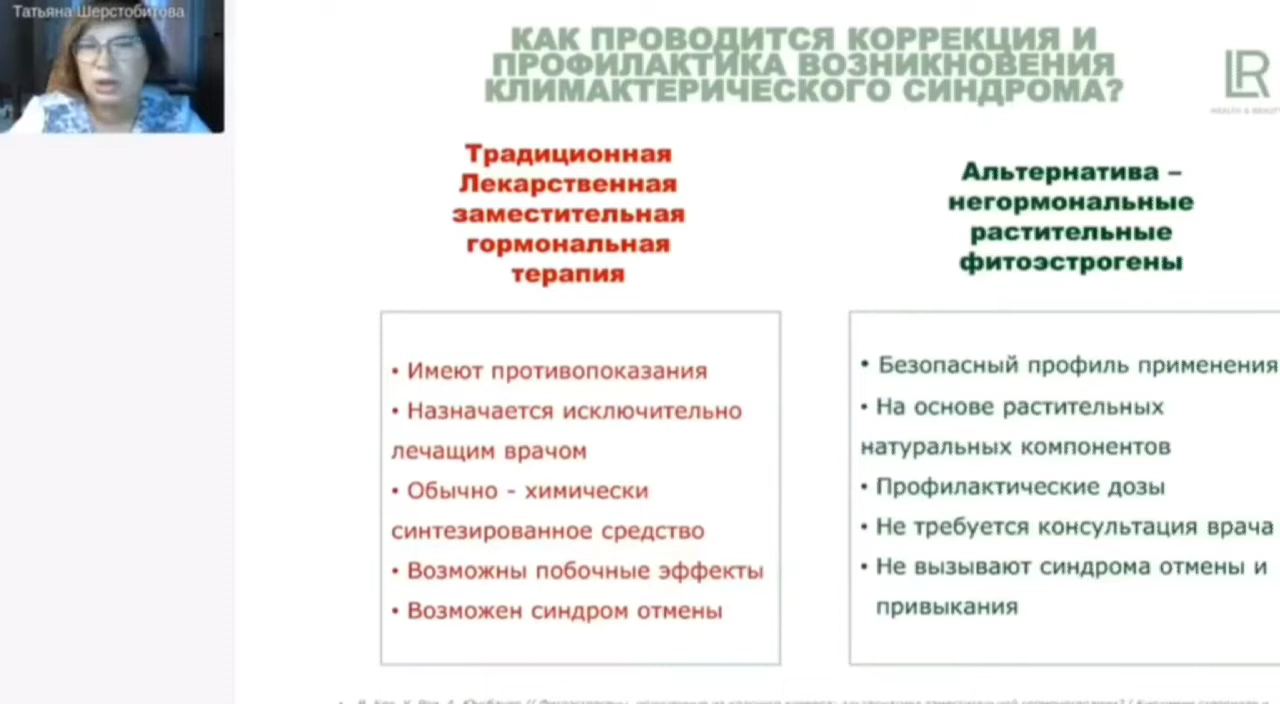 Татьяна Шерстобитова
КАК ПРОВОДИТСЯ КОРРЕКЦИЯ И
ПРОФИЛАКТИКА ВОЗНИКНОВЕНИЯ
КЛИМАКТЕРИЧЕСКОГО СИНДРОМА?
LR
HEALTH & BEAUTY
Традиционная
Лекарственная
заместительная
гормональная
терапия
• Имеют противопоказания
• Назначается исключительно
лечащим врачом
• Обычно - химически
синтезированное средство
• Возможны побочные эффекты
• Возможен синдром отмены
Альтернатива –
негормональные
растительные
фитоэстрогены
• Безопасный профиль применения
• На основе растительных
натуральных компонентов
• Профилактические дозы
• Не требуется консультация врача
• Не вызывают синдрома отмены и
привыкания